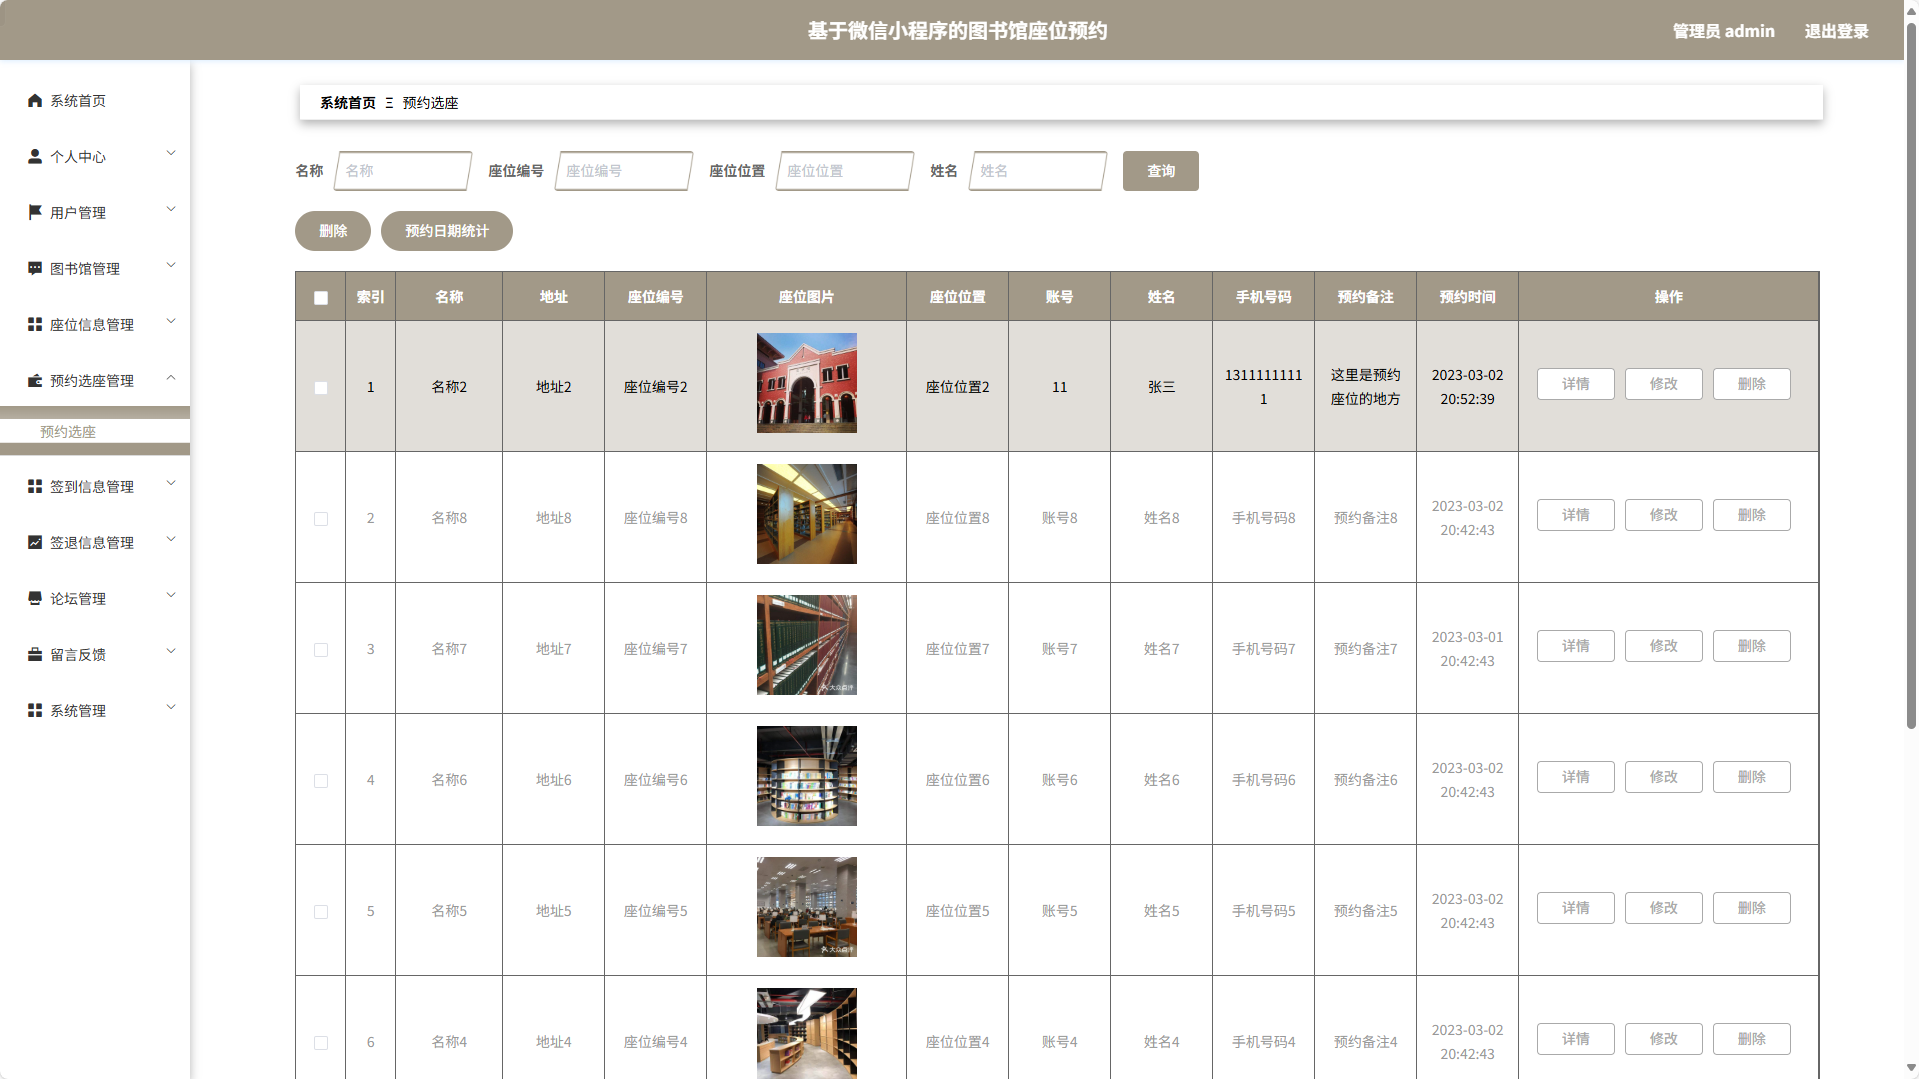 基于微信小程序的图书馆座位预约
管理员 admin
退出登录
系统首页
个人中心
用户管理
图书馆管理
座位信息管理
预约选座管理
预约选座
签到信息管理
签退信息管理
论坛管理
留言反馈
系统管理
系统首页 Ξ 预约选座
名称 名称 座位编号 座位编号 座位位置 座位位置 姓名 姓名 查询
删除 预约日期统计
索引 名称 地址 座位编号 座位图片 座位位置 账号 姓名 手机号码 预约备注 预约时间 操作
1 名称2 地址2 座位编号2 座位位置2 11 张三 1311111111 这里是预约 2023-03-02 详情 修改 删除
1 座位的地方 20:52:39
2 名称8 地址8 座位编号8 座位位置8 账号8 姓名8 手机号码8 预约备注8 2023-03-02 详情 修改 删除
20:42:43
3 名称7 地址7 座位编号7 座位位置7 账号7 姓名7 手机号码7 预约备注7 2023-03-01 详情 修改 删除
20:42:43
大众点评
4 名称6 地址6 座位编号6 座位位置6 账号6 姓名6 手机号码6 预约备注6 2023-03-02 详情 修改 删除
20:42:43
5 名称5 地址5 座位编号5 座位位置5 账号5 姓名5 手机号码5 预约备注5 2023-03-02 详情 修改 删除
20:42:43
大众点评
6 名称4 地址4 座位编号4 座位位置4 账号4 姓名4 手机号码4 预约备注4 2023-03-02 详情 修改 删除
20:42:43